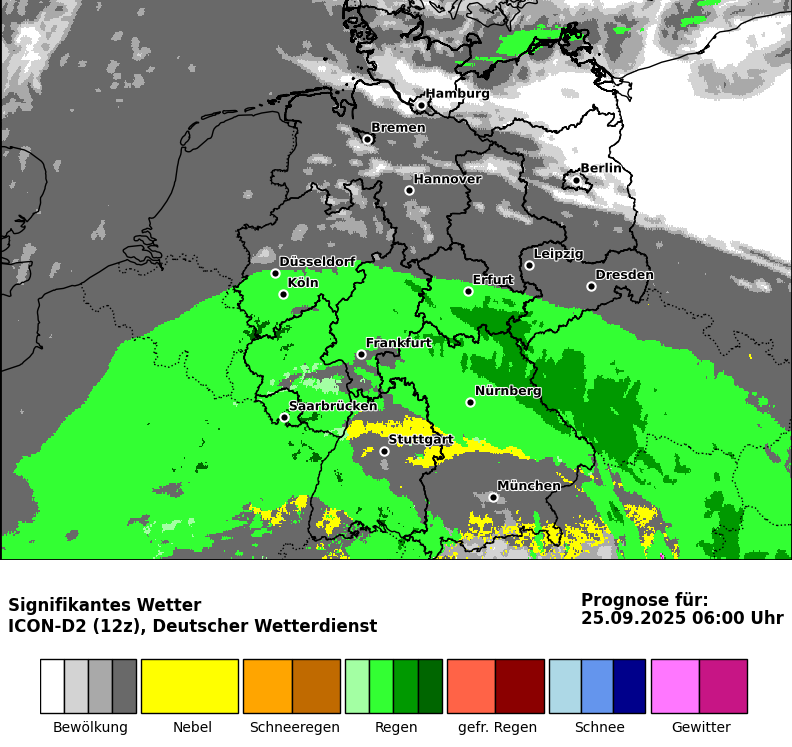 Hamburg
Bremen
Berlin
Hannover
Leipzig
Düsseldorf
Dresden
Köln
Erfurt
Frankfurt
Nürnberg
Saarbrücken
Stuttgart
München
Signifikantes Wetter
ICON-D2 (12z), Deutscher Wetterdienst
Prognose für:
25.09.2025 06:00 Uhr
Bewölkung
Nebel
Schneeregen
Regen
gefr. Regen
Schnee
Gewitter